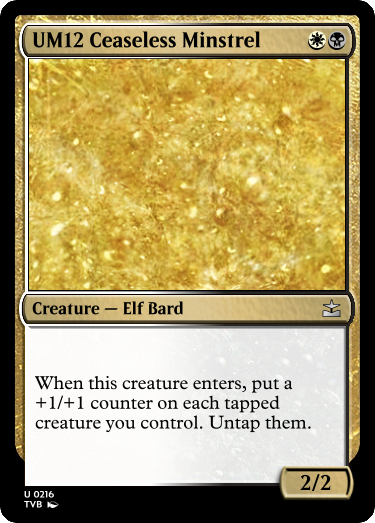 UM12 Ceaseless Minstrel
Creature — Elf Bard
When this creature enters, put a
+1/+1 counter on each tapped
creature you control. Untap them.
2/2
U 0216
TVB